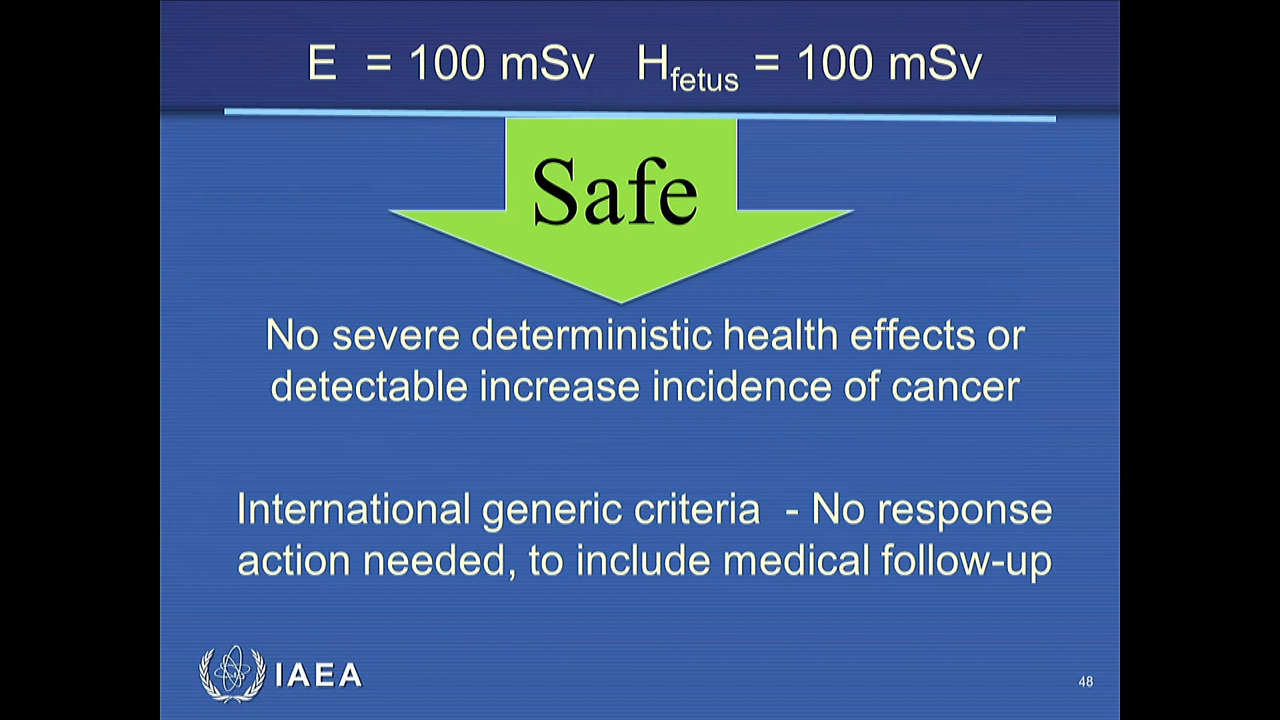 E = 100 mSv H_fetus = 100 mSv
Safe
No severe deterministic health effects or
detectable increase incidence of cancer
International generic criteria - No response
action needed, to include medical follow-up
IAEA
48